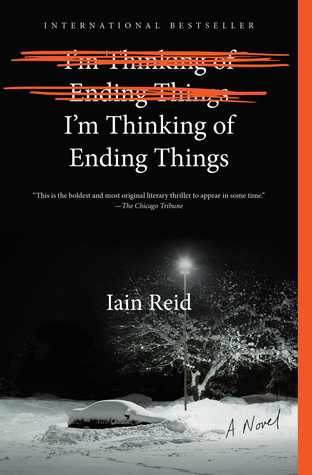 INTERNATIONAL BESTSELLER
I'm Thinking of
Ending Things
I'm Thinking of
Ending Things
"This is the boldest and most original literary thriller to appear in some time."
—The Chicago Tribune
Iain Reid
A Novel